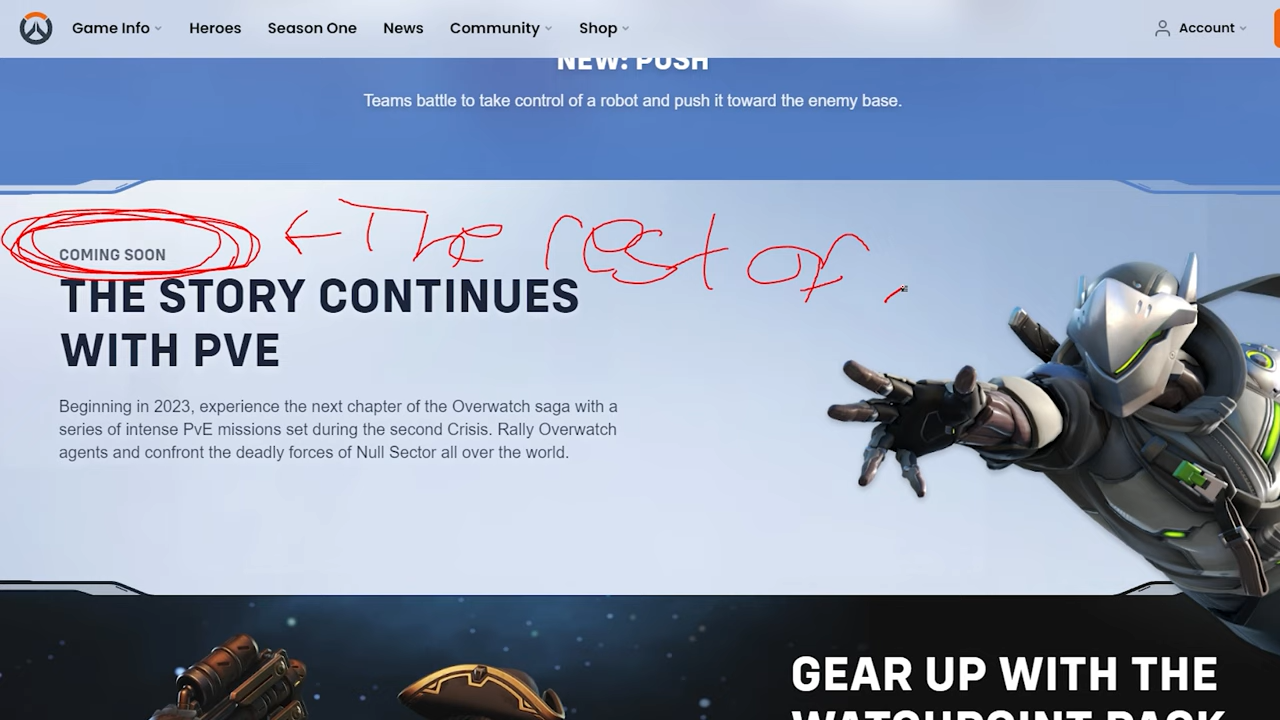 Game Info Heroes Season One News Community Shop Account
NEW: PUSH
Teams battle to take control of a robot and push it toward the enemy base.
← The rest of
COMING SOON
THE STORY CONTINUES
WITH PVE
Beginning in 2023, experience the next chapter of the Overwatch saga with a
series of intense PvE missions set during the second Crisis. Rally Overwatch
agents and confront the deadly forces of Null Sector all over the world.
GEAR UP WITH THE
WATCHPOINT PACK